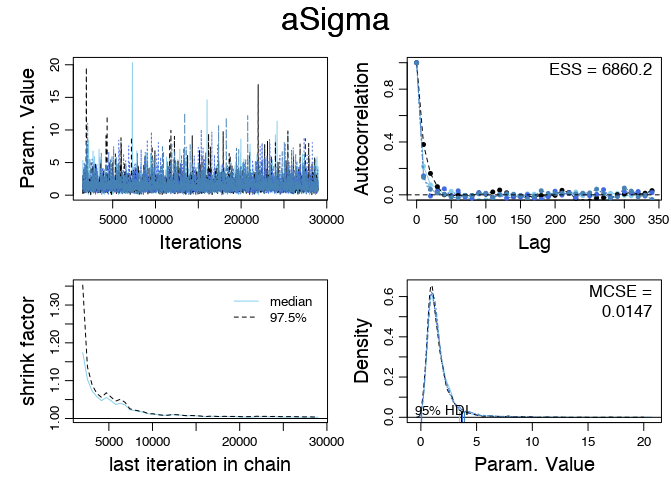 aSigma
Param. Value
0 5 10 15 20
5000 10000 20000 30000
Iterations
Autocorrelation
0.0 0.4 0.8
ESS = 6860.2
0 50 100 150 200 250 300 350
Lag
shrink factor
1.00 1.10 1.20 1.30
median
97.5%
5000 10000 20000 30000
last iteration in chain
Density
0.0 0.2 0.4 0.6
MCSE =
0.0147
95% HDI
0 5 10 15 20
Param. Value